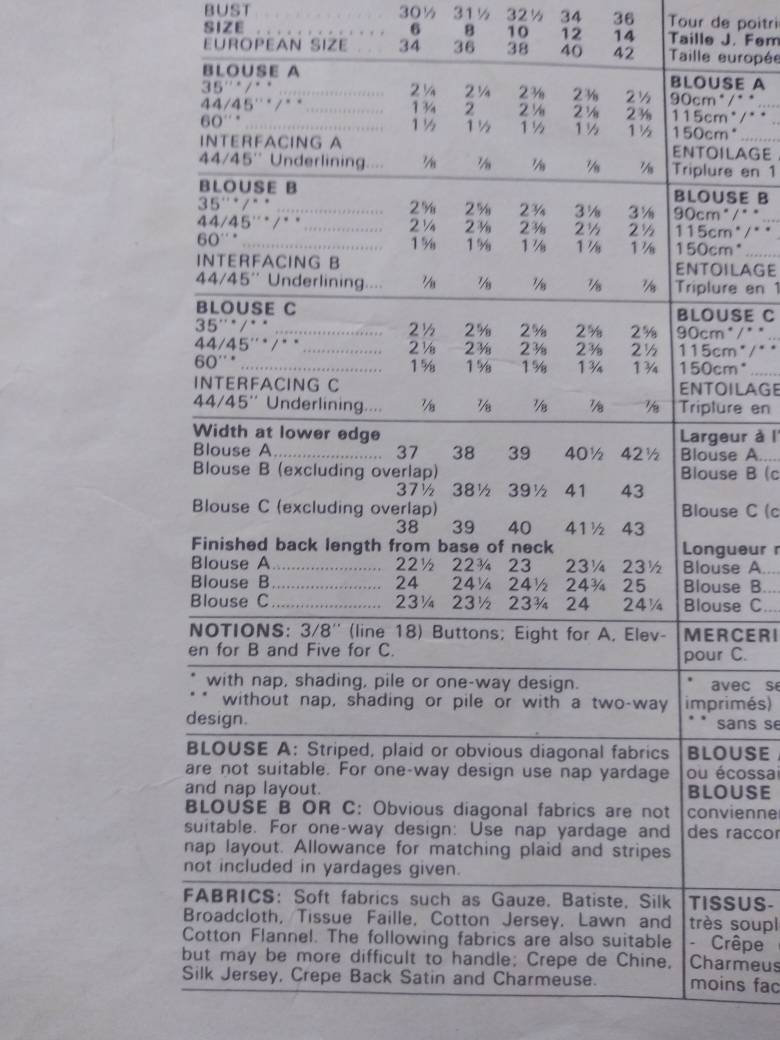 BUST 30½ 31½ 32½ 34 36
SIZE 6 8 10 12 14
EUROPEAN SIZE 34 36 38 40 42
BLOUSE A
35"*/** 2¼ 2¼ 2⅜ 2⅜ 2½
44/45"*/** 1¾ 2 2⅛ 2⅛ 2⅜
60"* 1½ 1½ 1½ 1½ 1½
INTERFACING A
44/45" Underlining.... ⅞ ⅞ ⅞ ⅞ ⅞
BLOUSE B
35"*/** 2⅝ 2⅝ 2¾ 3⅛ 3⅛
44/45"*/** 2¼ 2⅜ 2⅜ 2½ 2½
60"* 1⅝ 1⅝ 1⅞ 1⅞ 1⅞
INTERFACING B
44/45" Underlining.... ⅞ ⅞ ⅞ ⅞ ⅞
BLOUSE C
35"*/** 2½ 2⅝ 2⅝ 2⅝ 2⅝
44/45"*/** 2⅛ 2⅜ 2⅜ 2⅜ 2½
60"* 1⅝ 1⅝ 1⅝ 1¾ 1¾
INTERFACING C
44/45" Underlining.... ⅞ ⅞ ⅞ ⅞ ⅞
Width at lower edge
Blouse A 37 38 39 40½ 42½
Blouse B (excluding overlap)
37½ 38½ 39½ 41 43
Blouse C (excluding overlap)
38 39 40 41½ 43
Finished back length from base of neck
Blouse A 22½ 22¾ 23 23¼ 23½
Blouse B 24 24¼ 24½ 24¾ 25
Blouse C 23¼ 23½ 23¾ 24 24¼
NOTIONS: 3/8" (line 18) Buttons; Eight for A, Elev-
en for B and Five for C.
* with nap, shading, pile or one-way design.
** without nap, shading or pile or with a two-way
design.
BLOUSE A: Striped, plaid or obvious diagonal fabrics
are not suitable. For one-way design use nap yardage
and nap layout.
BLOUSE B OR C: Obvious diagonal fabrics are not
suitable. For one-way design: Use nap yardage and
nap layout. Allowance for matching plaid and stripes
not included in yardages given.
FABRICS: Soft fabrics such as Gauze, Batiste, Silk
Broadcloth, Tissue Faille, Cotton Jersey, Lawn and
Cotton Flannel. The following fabrics are also suitable
but may be more difficult to handle; Crepe de Chine,
Silk Jersey, Crepe Back Satin and Charmeuse.
Tour de poitri
Taille J. Fem
Taille europée
BLOUSE A
90cm*/**
115cm*/**
150cm*
ENTOILAGE
Triplure en 1
BLOUSE B
90cm*/**
115cm*/**
150cm*
ENTOILAGE
Triplure en 1
BLOUSE C
90cm*/**
115cm*/**
150cm*
ENTOILAGE
Triplure en
Largeur à l'
Blouse A
Blouse B (c
Blouse C (c
Longueur
Blouse A
Blouse B
Blouse C
MERCERI
pour C.
* avec se
imprimés)
** sans se
BLOUSE
ou écossai
BLOUSE
convienne
des raccor
TISSUS-
très soupl
- Crêpe
Charmeus
moins fac